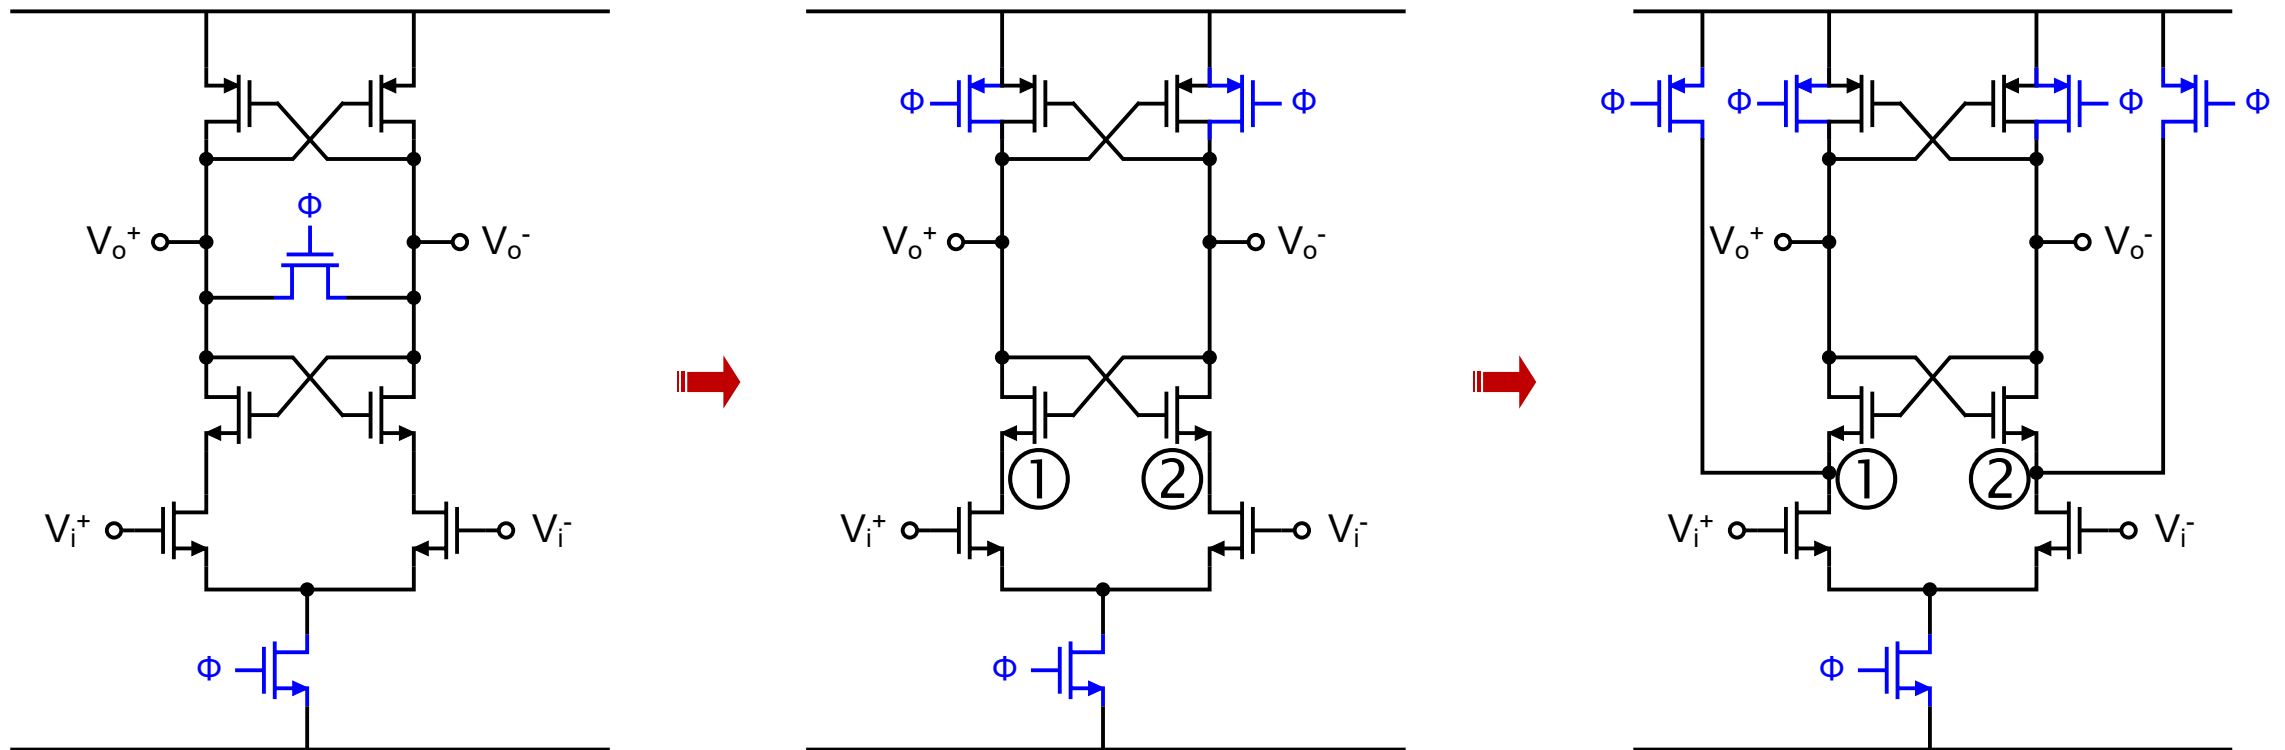 Φ Φ Φ Φ Φ Φ
Φ
Vₒ⁺ Vₒ⁻ Vₒ⁺ Vₒ⁻ Vₒ⁺ Vₒ⁻
① ② ① ②
Vᵢ⁺ Vᵢ⁻ Vᵢ⁺ Vᵢ⁻ Vᵢ⁺ Vᵢ⁻
Φ Φ Φ